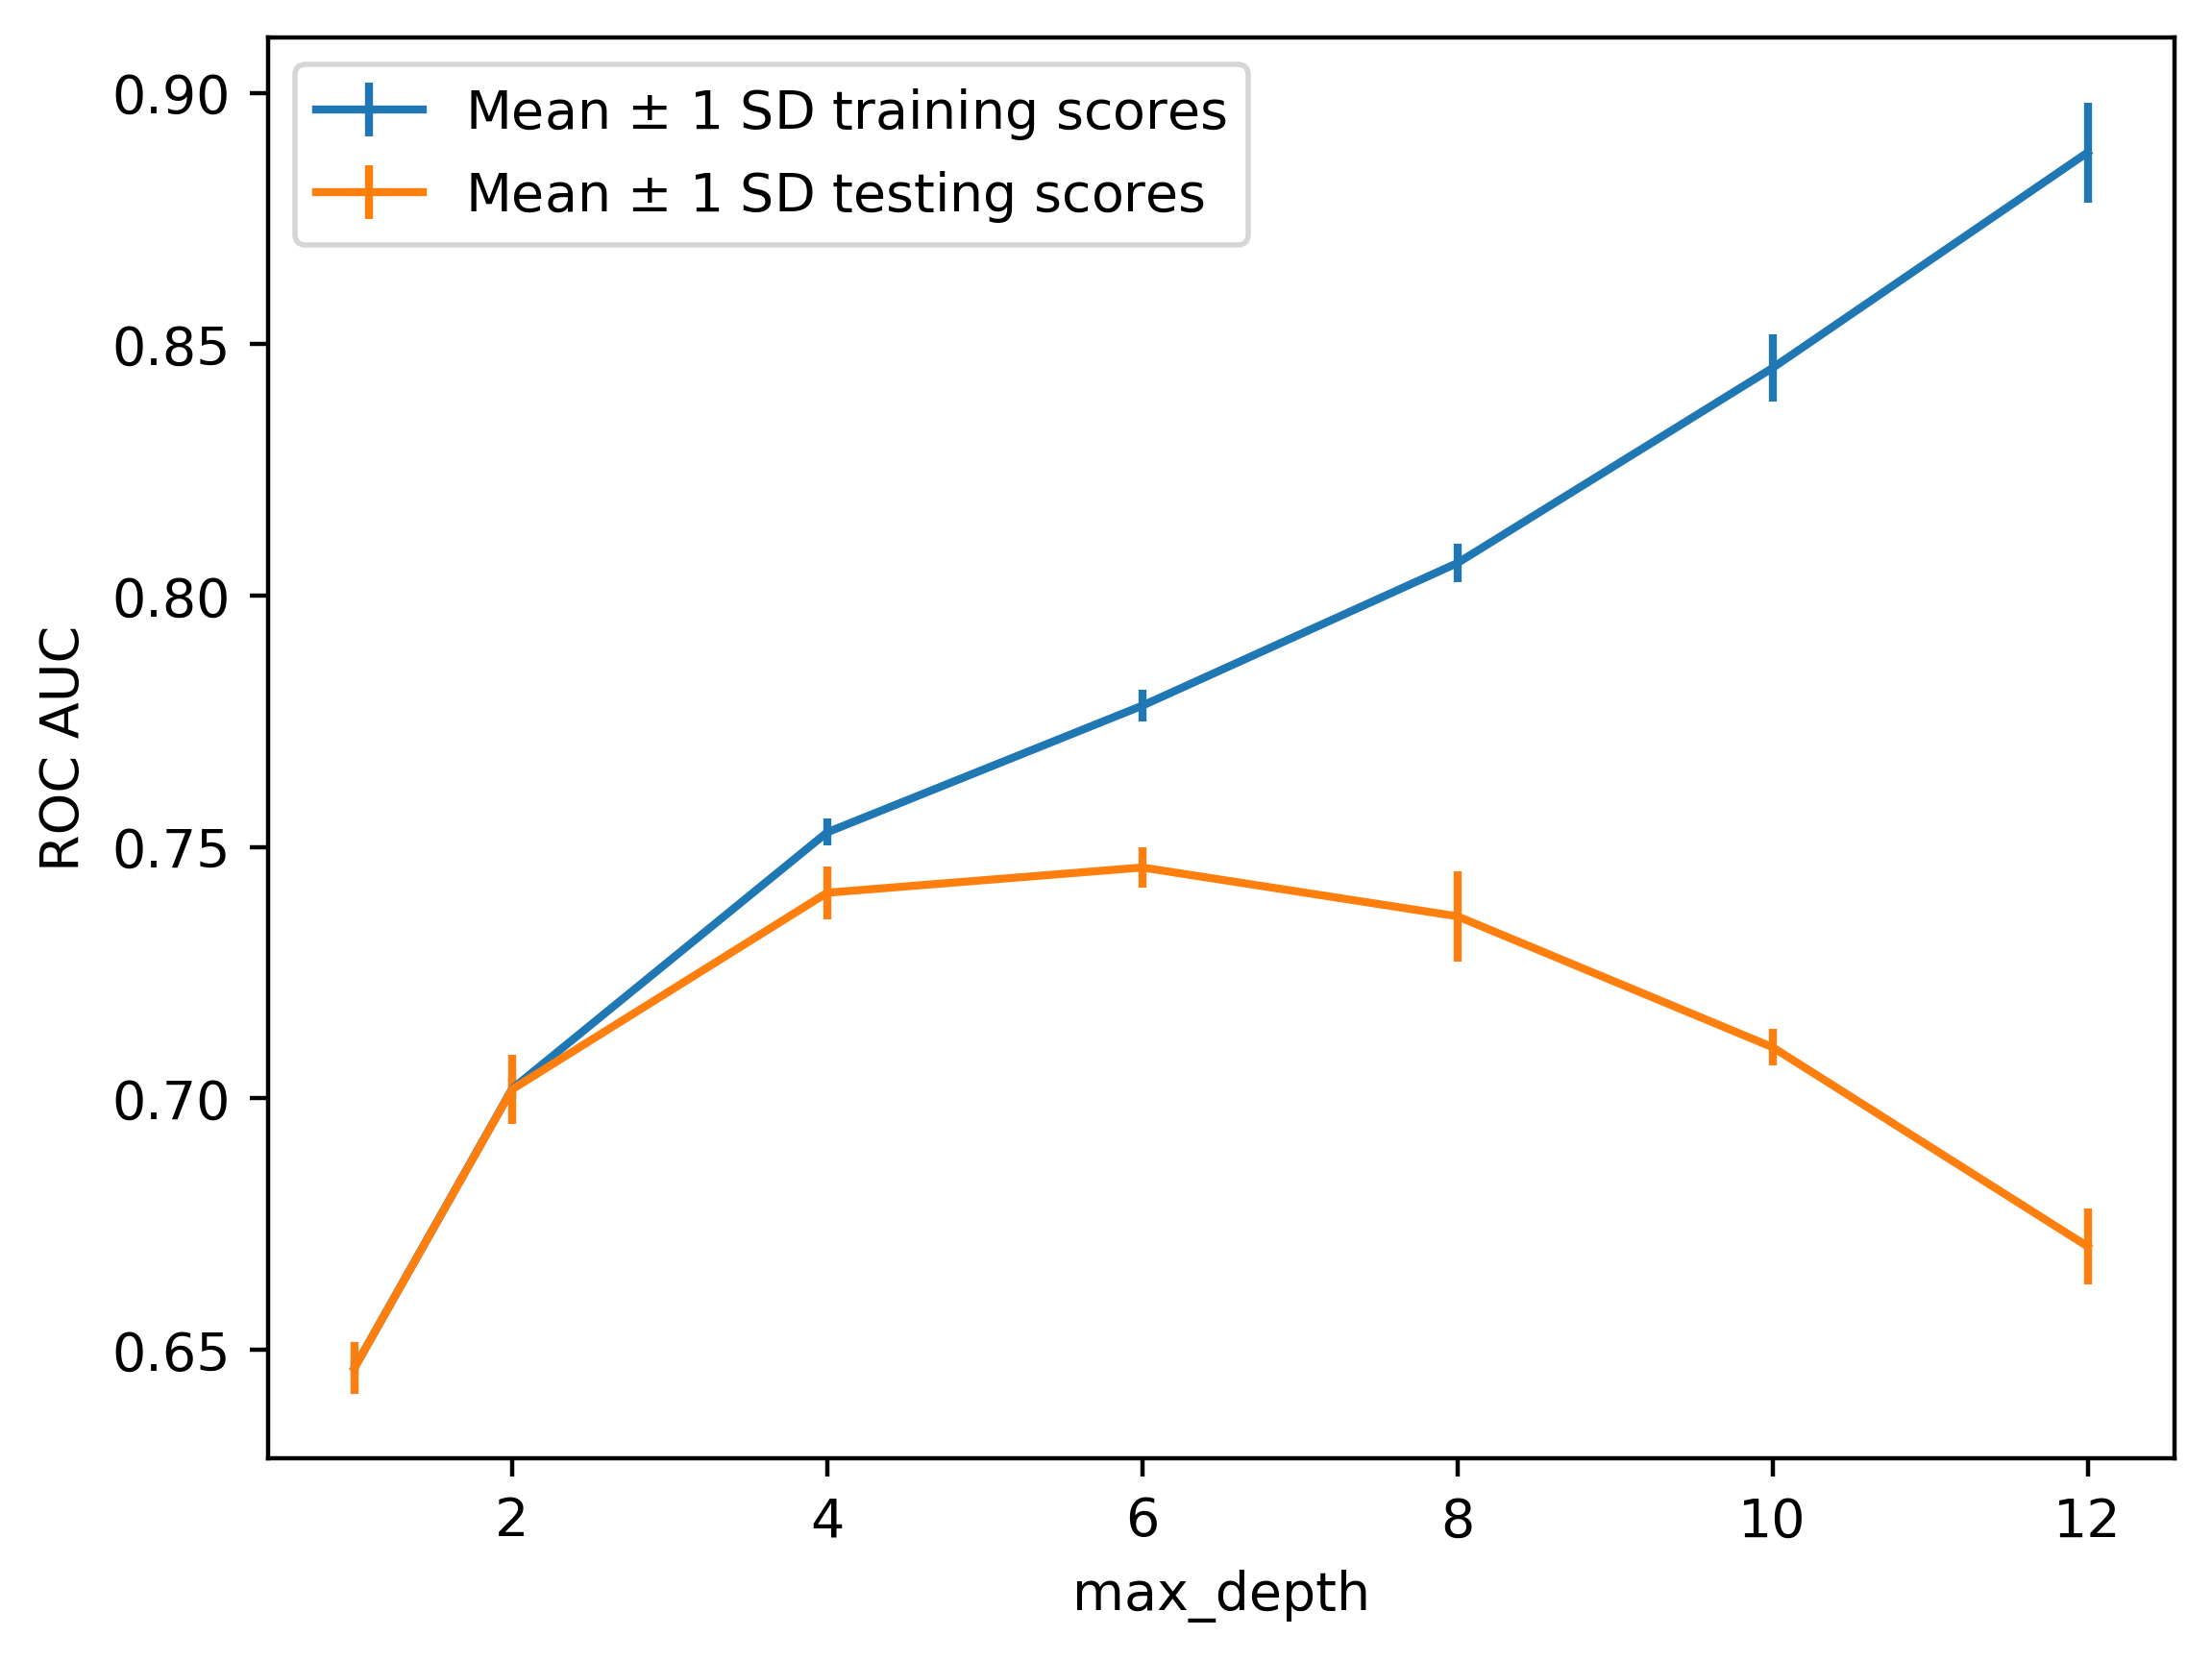 Mean ± 1 SD training scores
Mean ± 1 SD testing scores
0.90
0.85
0.80
0.75
0.70
0.65
ROC AUC
2 4 6 8 10 12
max_depth